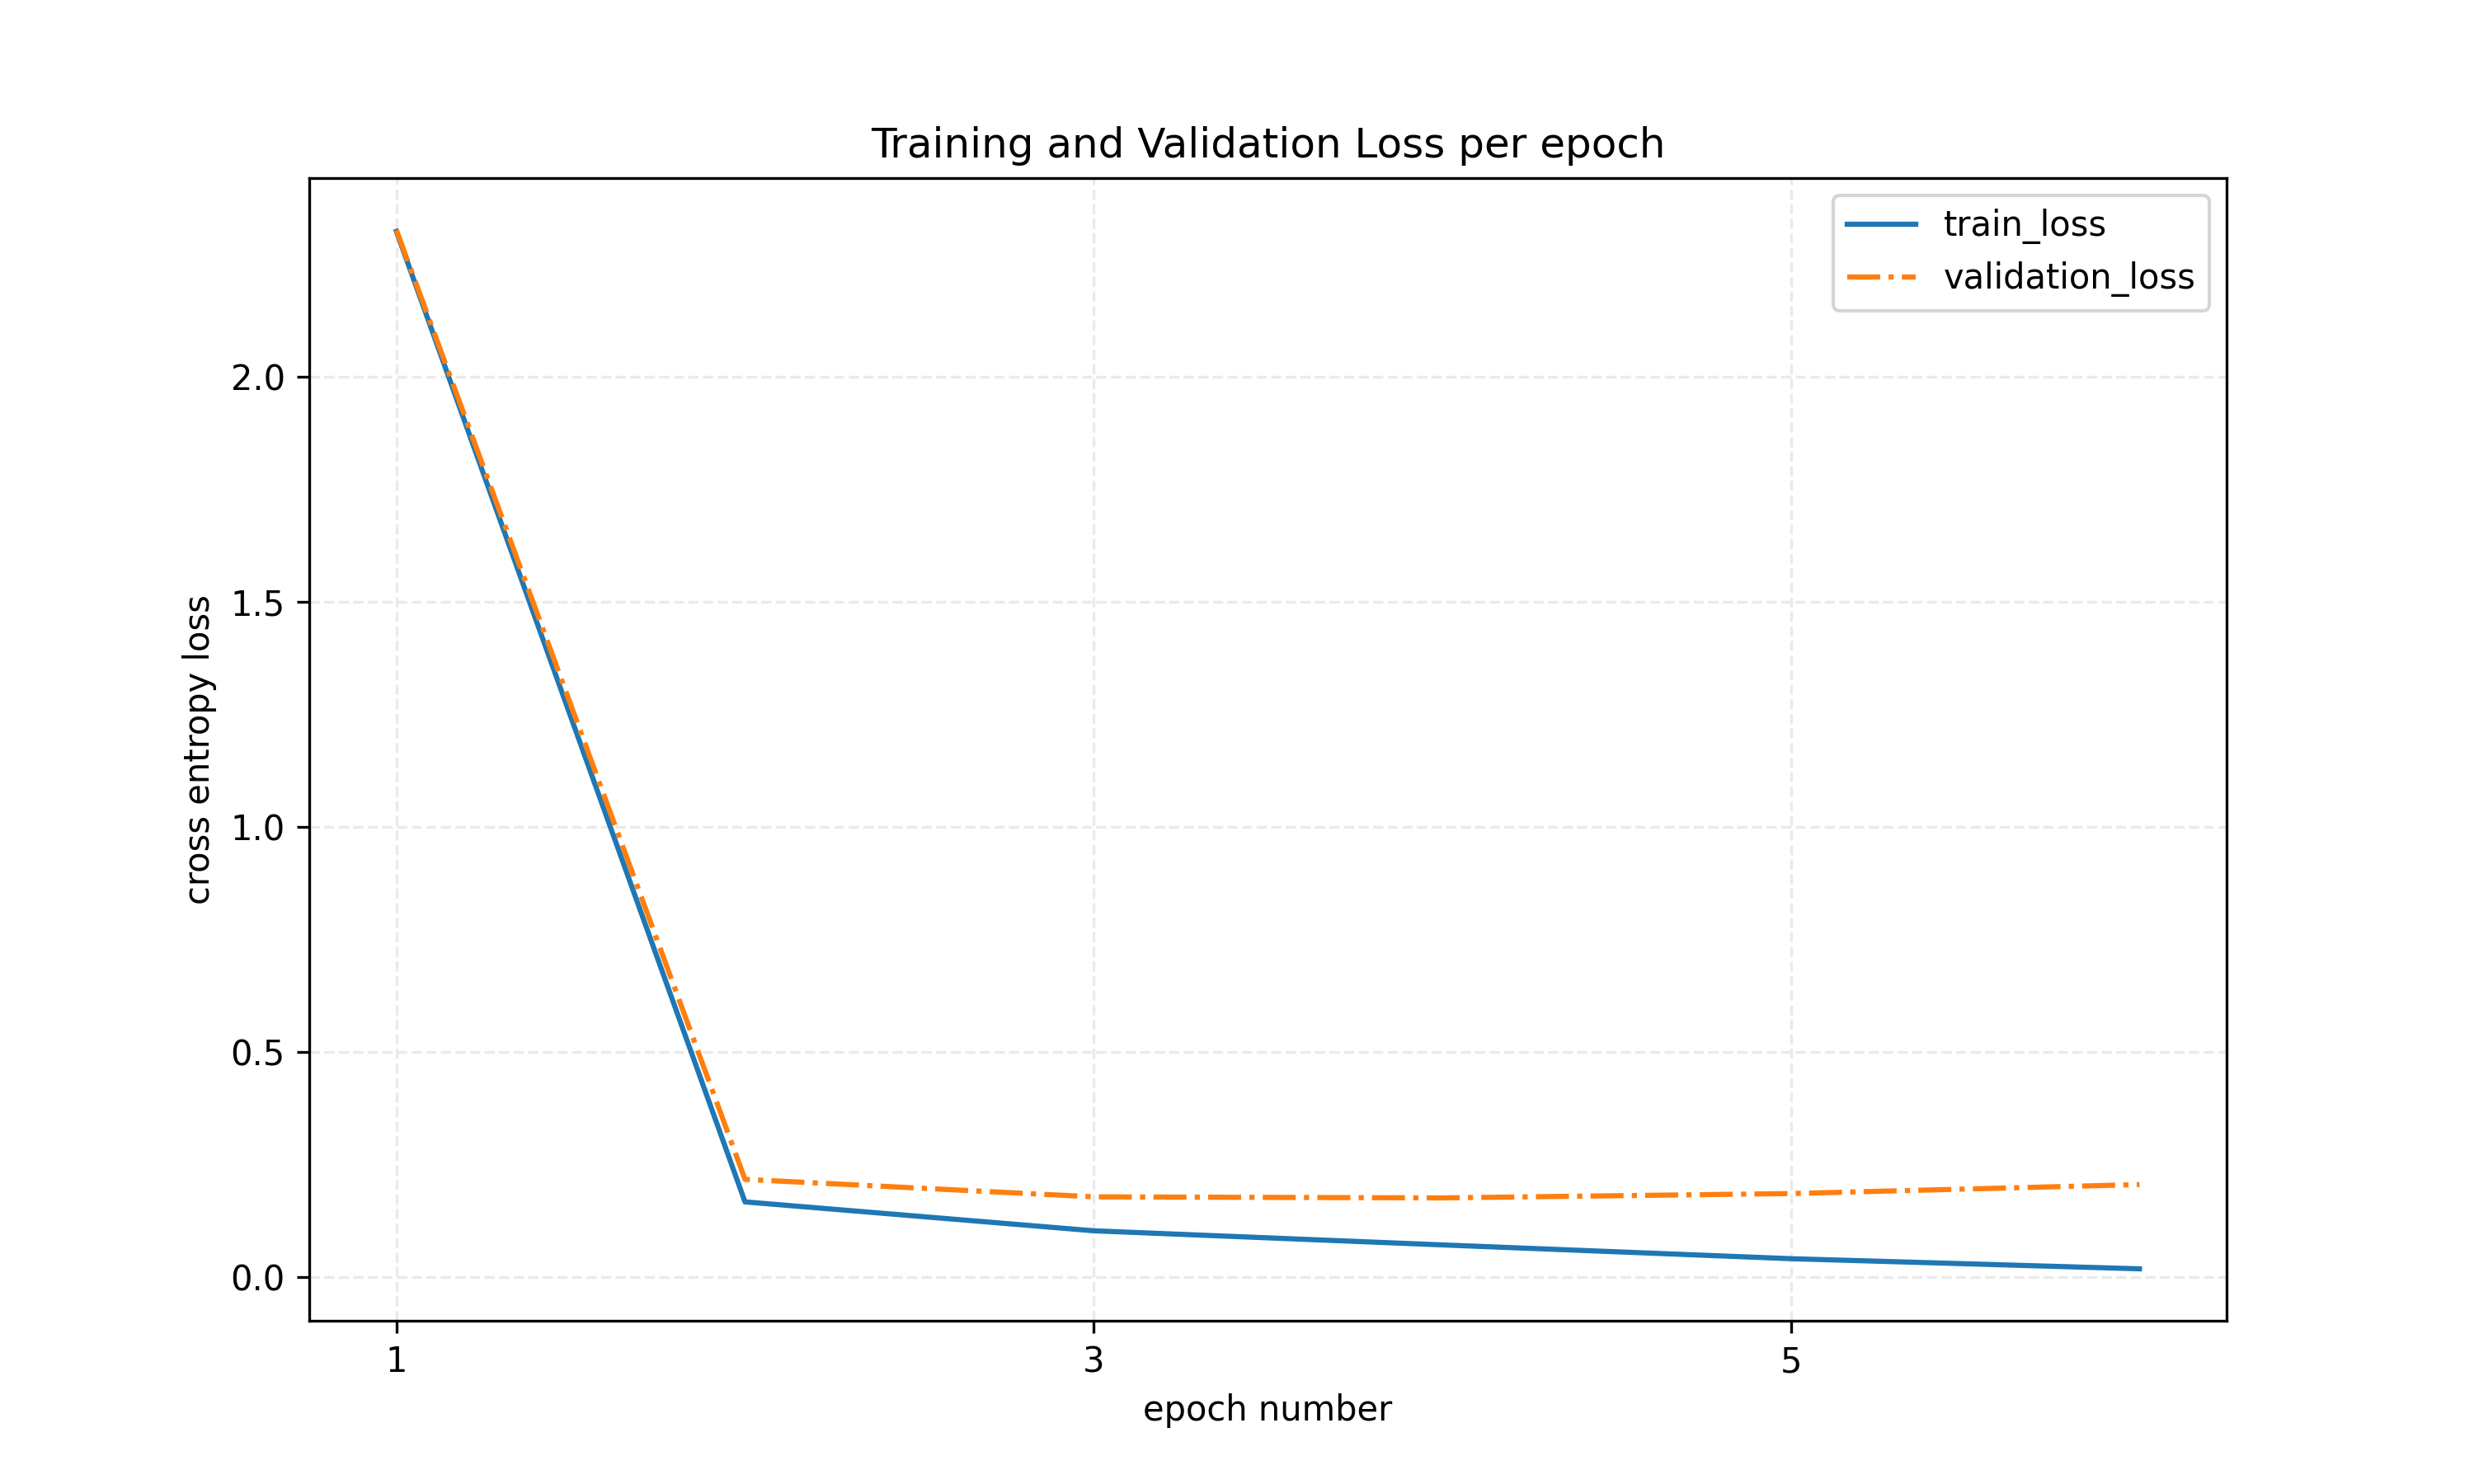 Training and Validation Loss per epoch
train_loss
validation_loss
cross entropy loss
2.0
1.5
1.0
0.5
0.0
1 3 5
epoch number